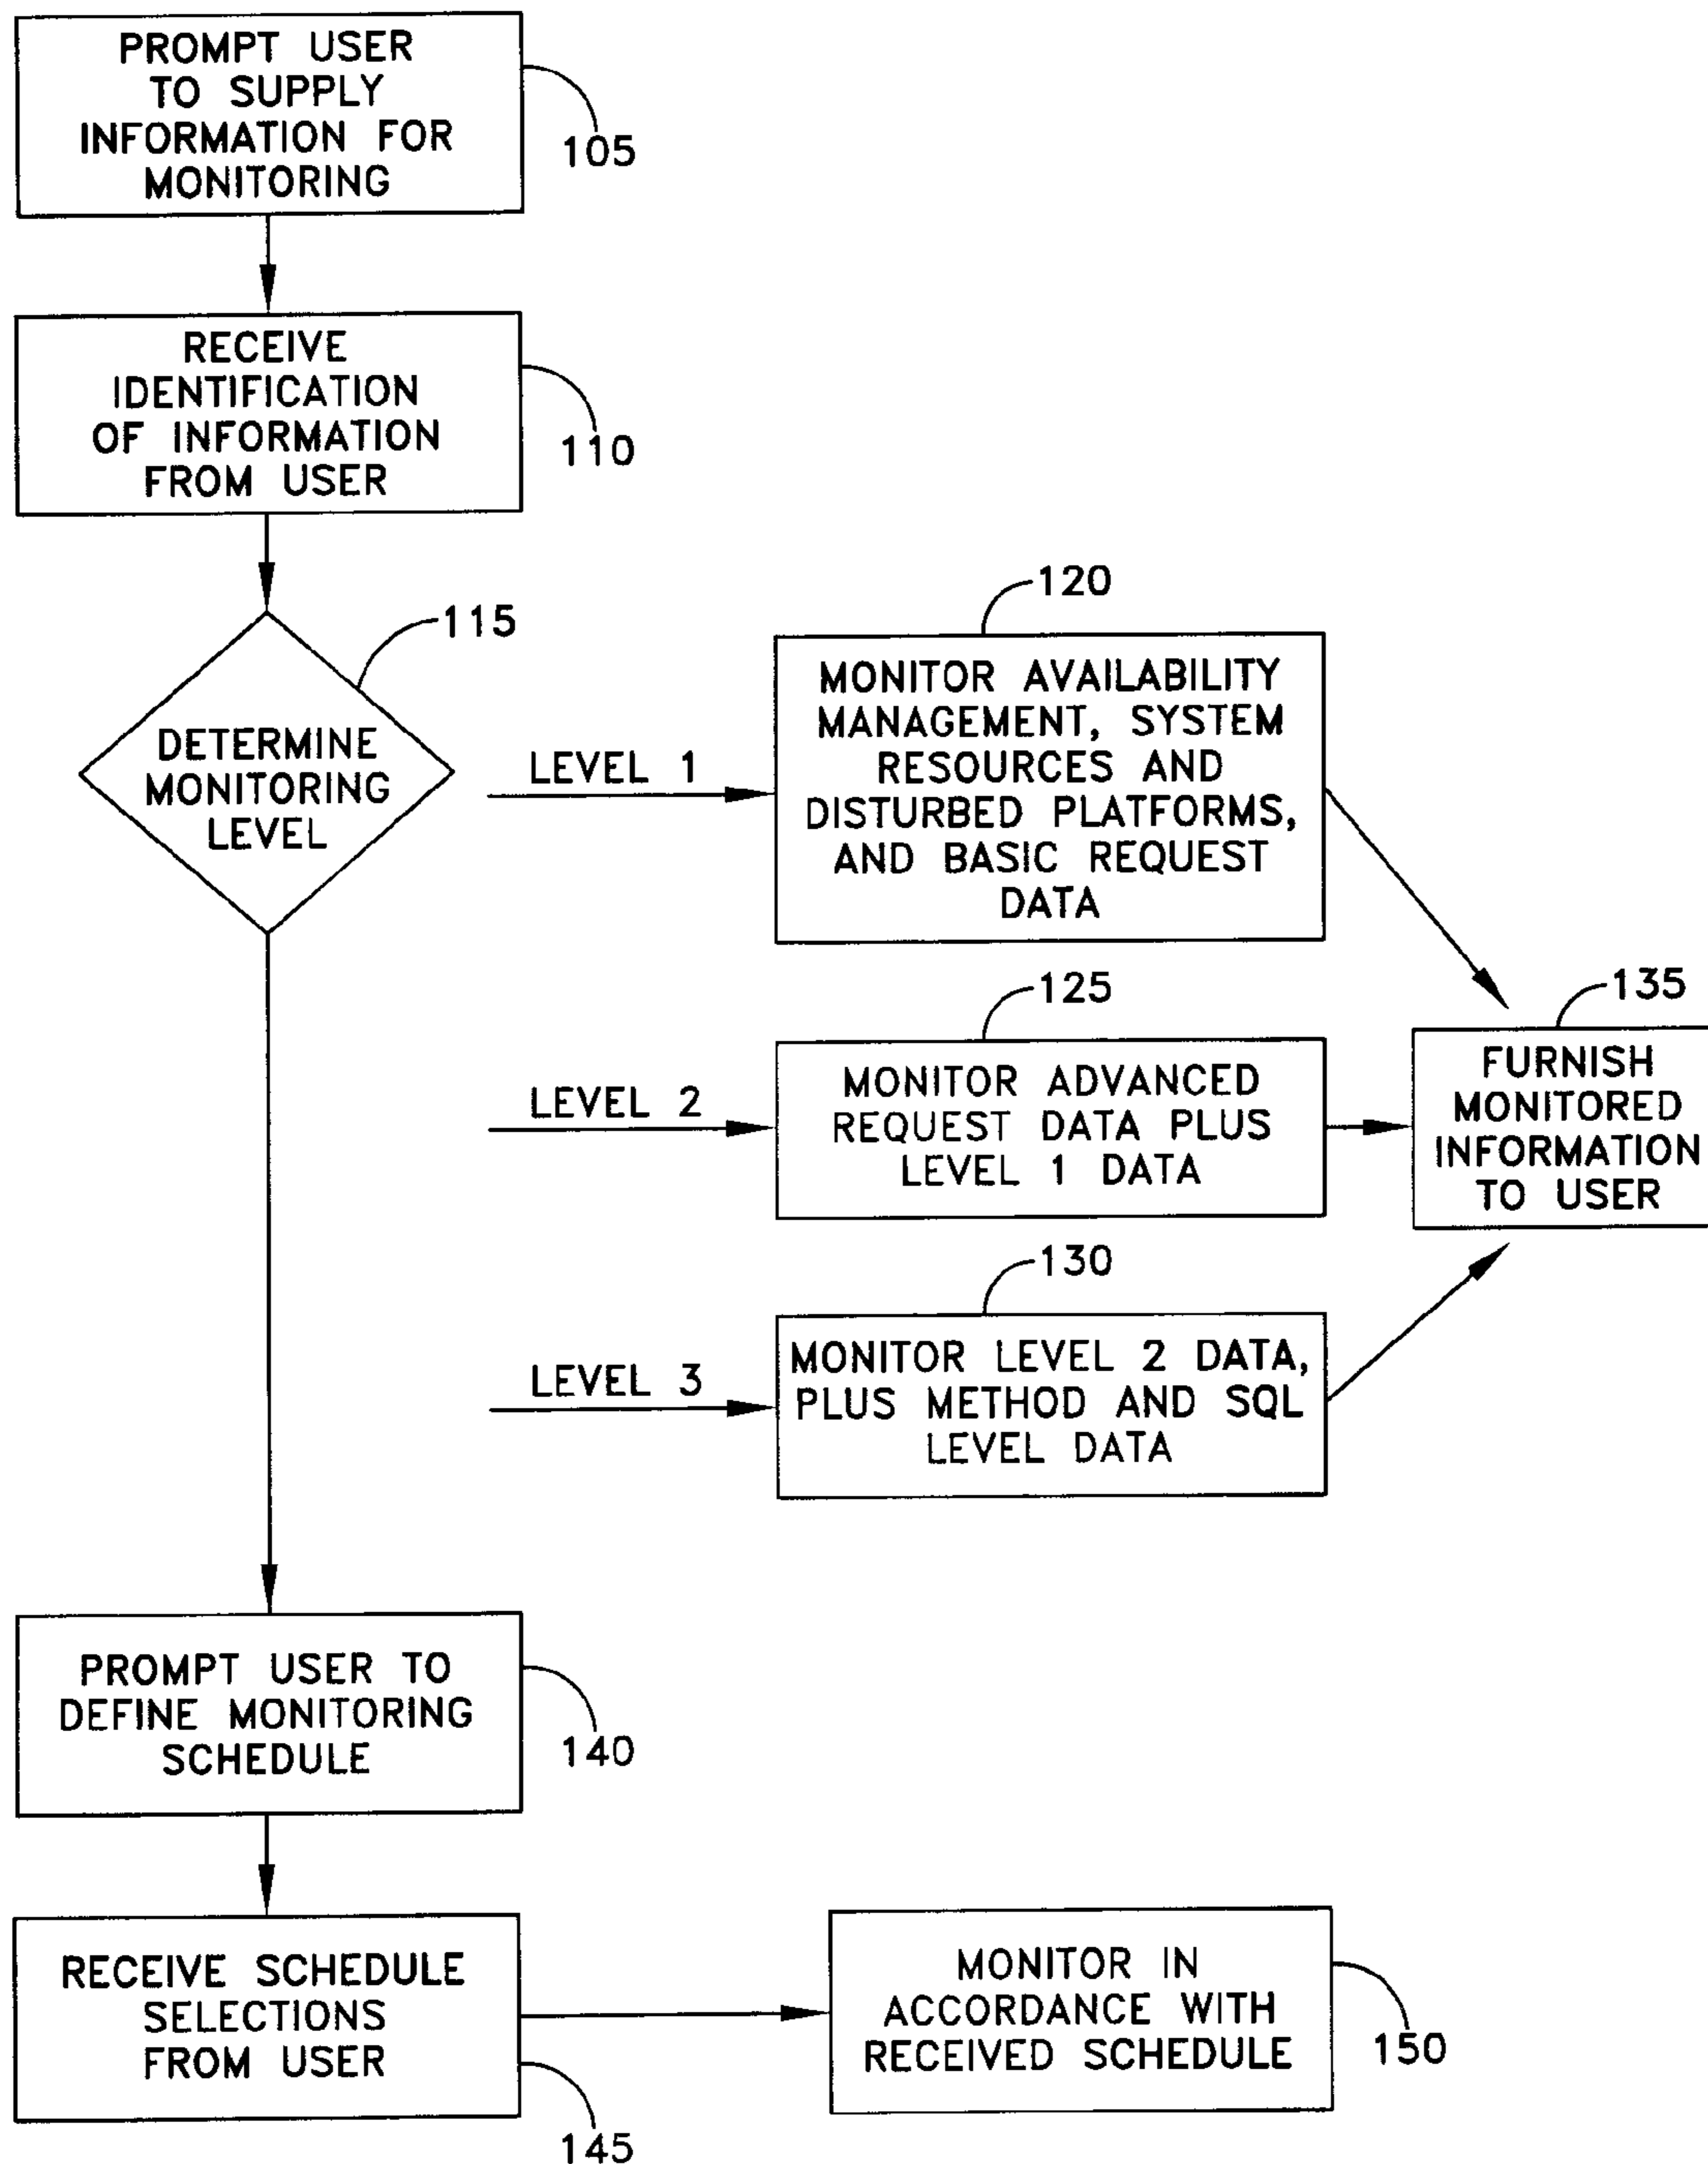 PROMPT USER
TO SUPPLY
INFORMATION FOR
MONITORING
105
RECEIVE
IDENTIFICATION
OF INFORMATION
FROM USER
110
115
DETERMINE
MONITORING
LEVEL
LEVEL 1
120
MONITOR AVAILABILITY
MANAGEMENT, SYSTEM
RESOURCES AND
DISTURBED PLATFORMS,
AND BASIC REQUEST
DATA
LEVEL 2
125
MONITOR ADVANCED
REQUEST DATA PLUS
LEVEL 1 DATA
135
FURNISH
MONITORED
INFORMATION
TO USER
LEVEL 3
130
MONITOR LEVEL 2 DATA,
PLUS METHOD AND SQL
LEVEL DATA
PROMPT USER TO
DEFINE MONITORING
SCHEDULE
140
RECEIVE SCHEDULE
SELECTIONS
FROM USER
145
MONITOR IN
ACCORDANCE WITH
RECEIVED SCHEDULE
150